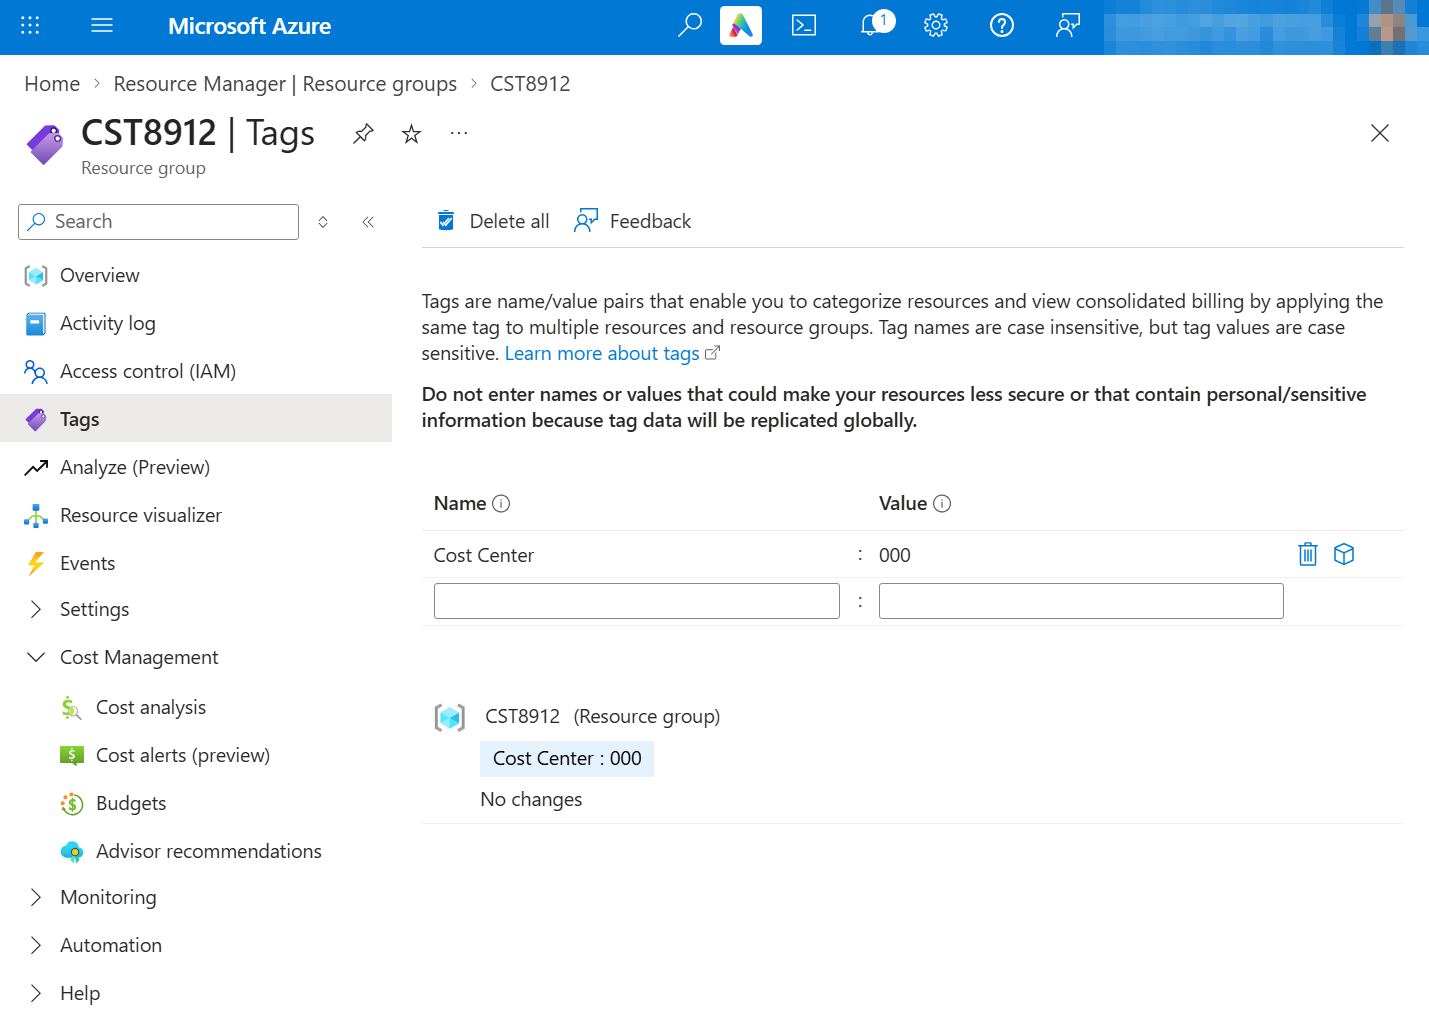 Microsoft Azure
1
Home > Resource Manager | Resource groups > CST8912
CST8912 | Tags
Resource group
Search
Delete all
Feedback
Overview
Activity log
Access control (IAM)
Tags
Analyze (Preview)
Resource visualizer
Events
Settings
Cost Management
Cost analysis
Cost alerts (preview)
Budgets
Advisor recommendations
Monitoring
Automation
Help
Tags are name/value pairs that enable you to categorize resources and view consolidated billing by applying the
same tag to multiple resources and resource groups. Tag names are case insensitive, but tag values are case
sensitive. Learn more about tags
Do not enter names or values that could make your resources less secure or that contain personal/sensitive
information because tag data will be replicated globally.
Name Value
Cost Center : 000
:
CST8912 (Resource group)
Cost Center : 000
No changes